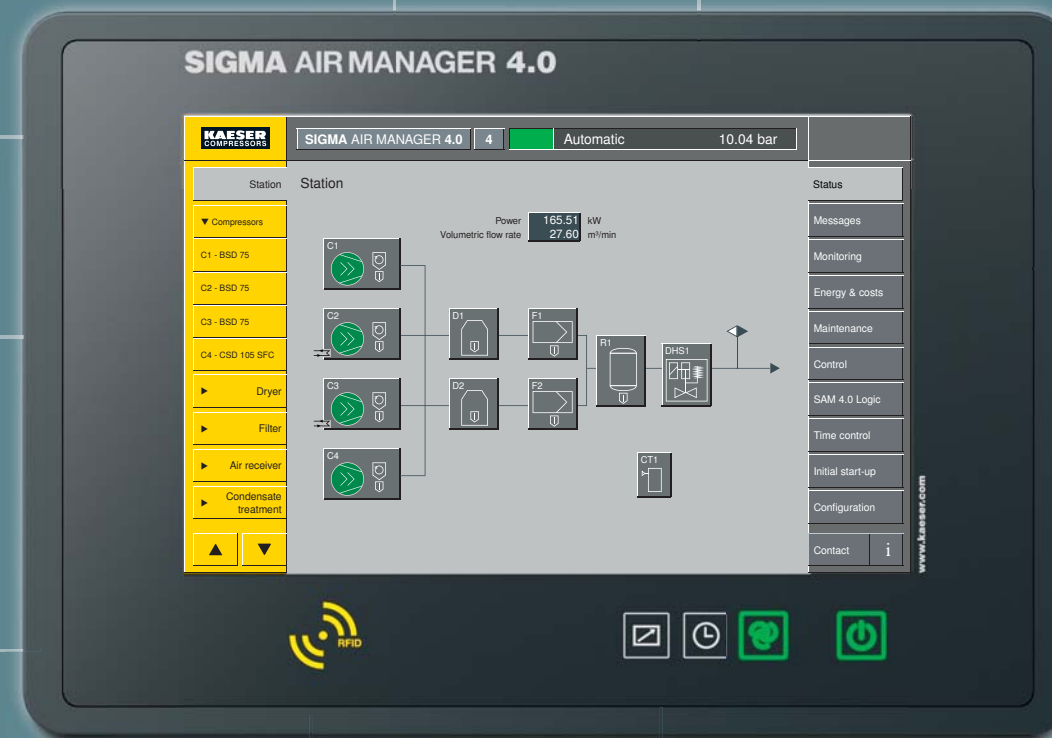 SIGMA AIR MANAGER 4.0
KAESER
COMPRESSORS
SIGMA AIR MANAGER 4.0
4
Automatic
10.04 bar
Station
Station
Status
▼ Compressors
C1 - BSD 75
C2 - BSD 75
C3 - BSD 75
C4 - CSD 105 SFC
► Dryer
► Filter
► Air receiver
► Condensate
treatment
Power 165.51 kW
Volumetric flow rate 27.60 m³/min
C1
C2
D1
F1
R1
DHS1
C3
D2
F2
C4
CT1
Messages
Monitoring
Energy & costs
Maintenance
Control
SAM 4.0 Logic
Time control
Initial start-up
Configuration
Contact i
www.kaeser.com
RFID